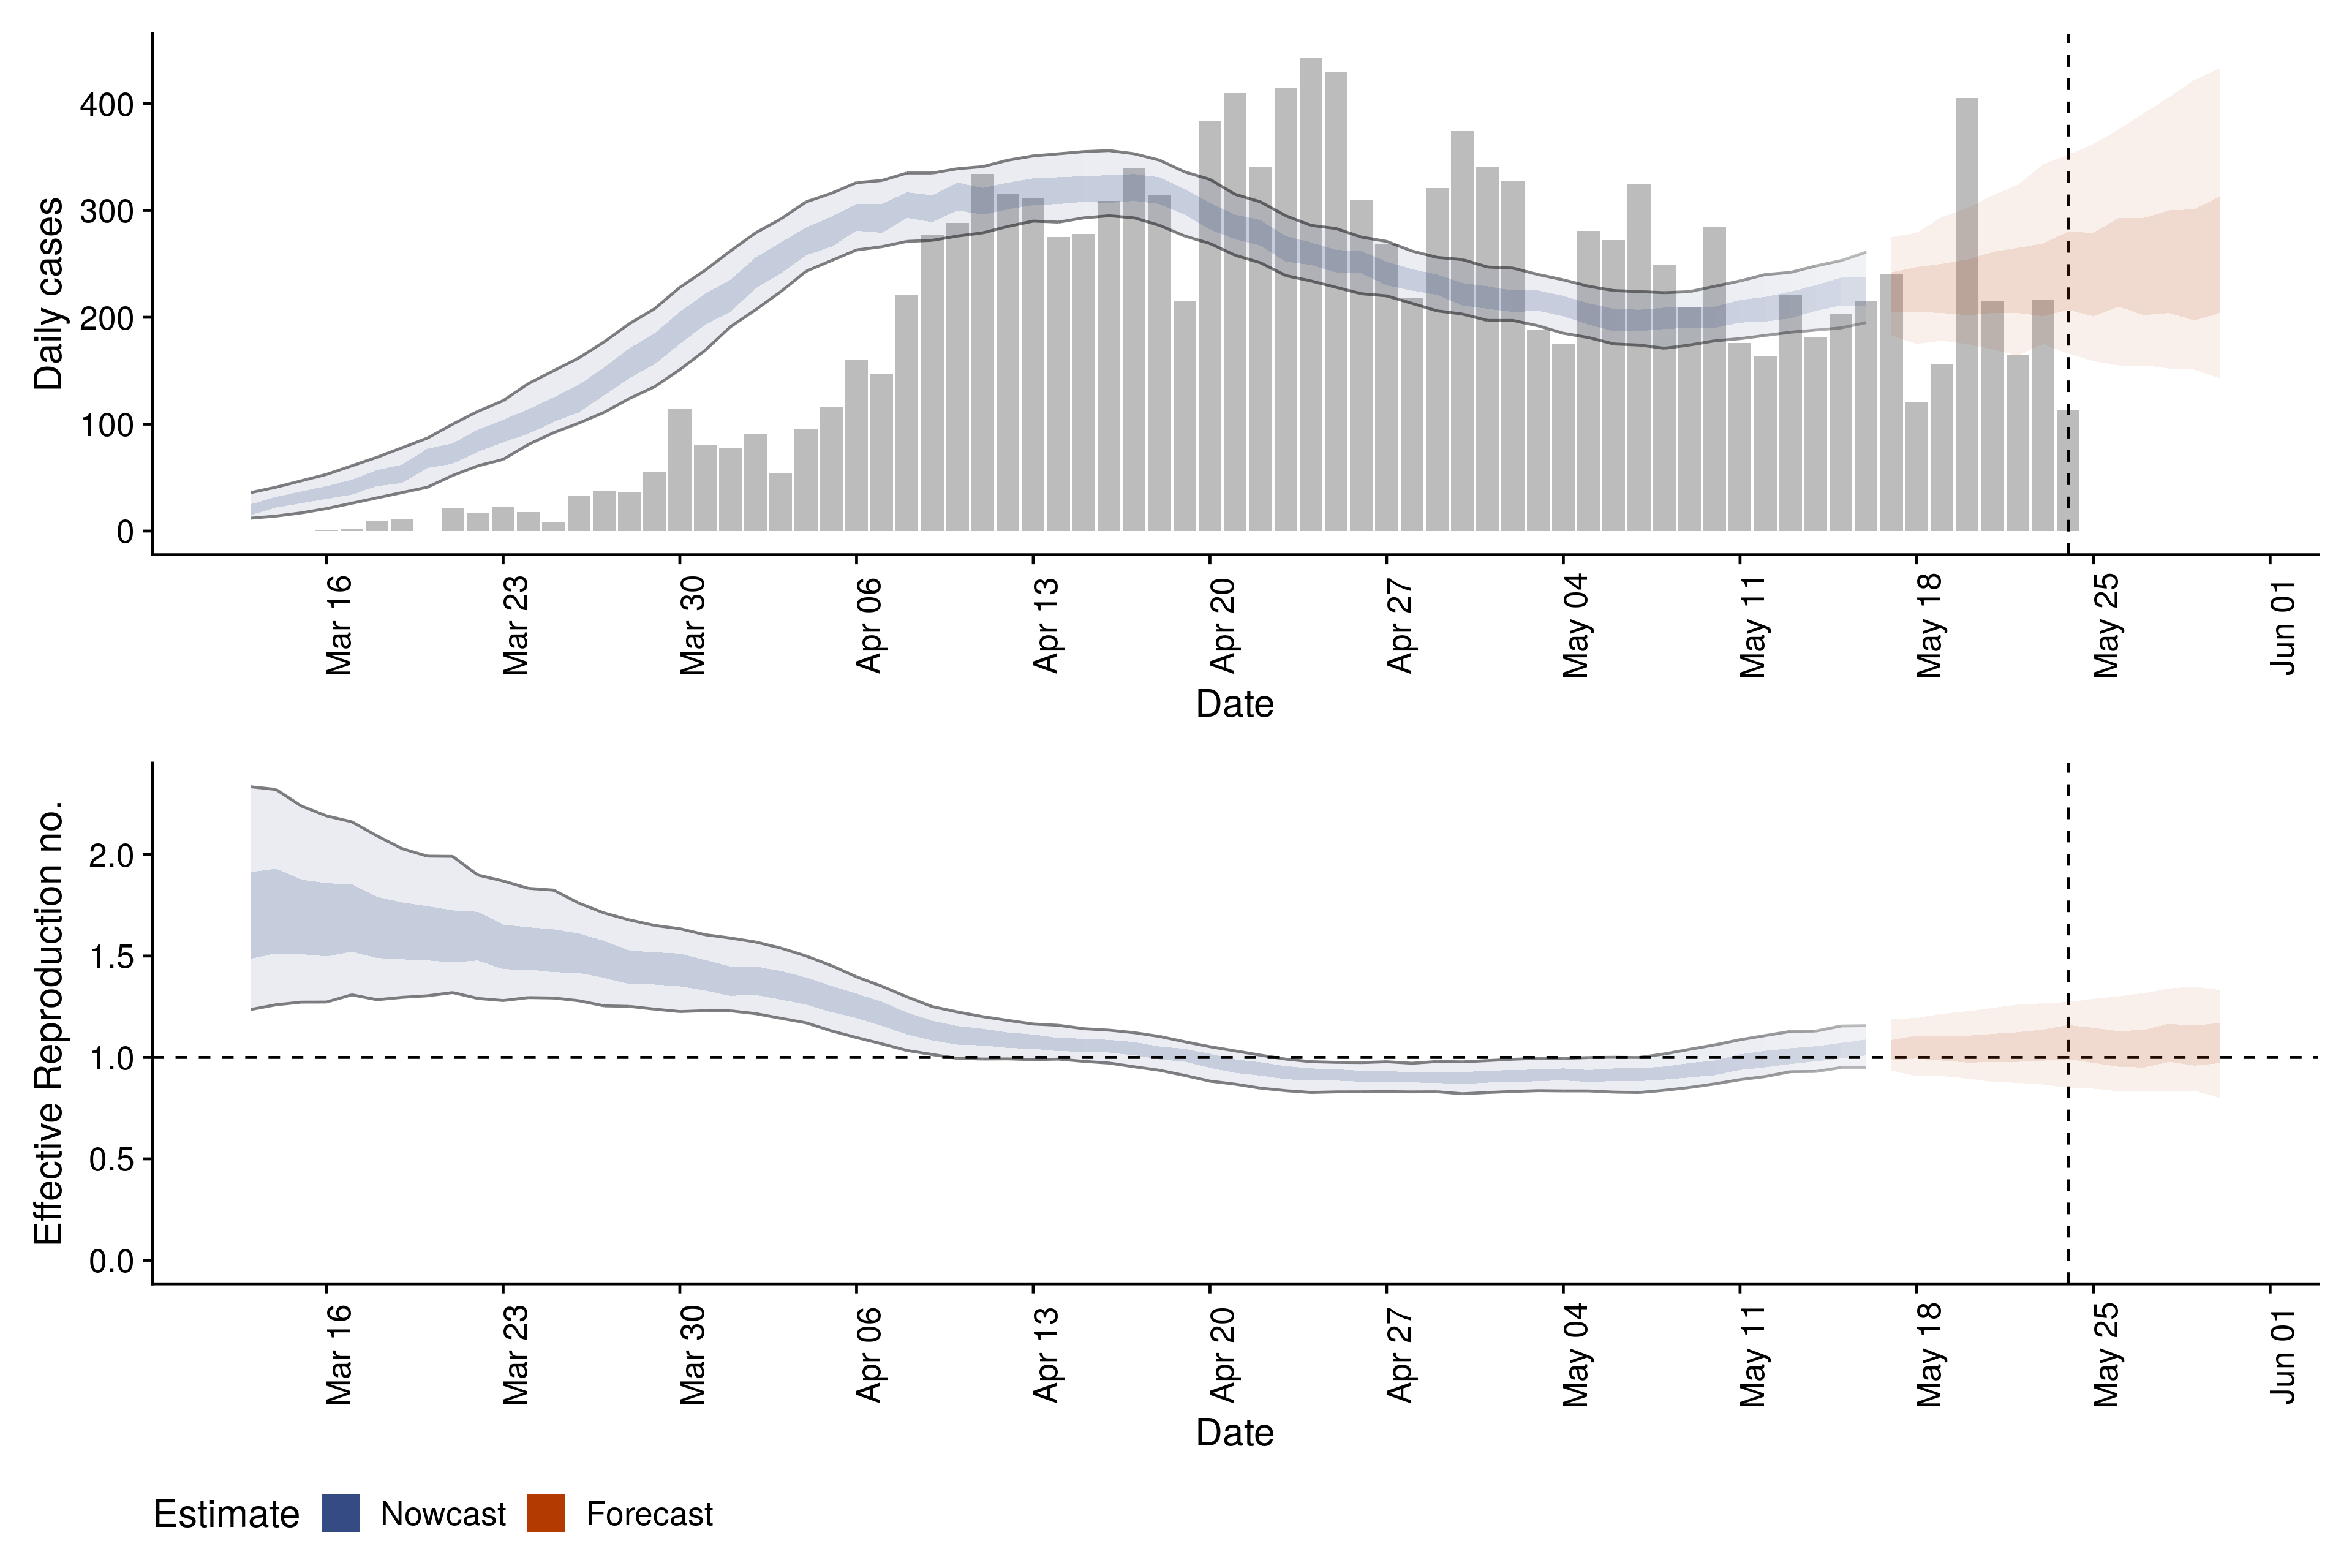 Daily cases
400
300
200
100
0
Mar 16
Mar 23
Mar 30
Apr 06
Apr 13
Apr 20
Apr 27
May 04
May 11
May 18
May 25
Jun 01
Date
Effective Reproduction no.
2.0
1.5
1.0
0.5
0.0
Mar 16
Mar 23
Mar 30
Apr 06
Apr 13
Apr 20
Apr 27
May 04
May 11
May 18
May 25
Jun 01
Date
Estimate Nowcast Forecast